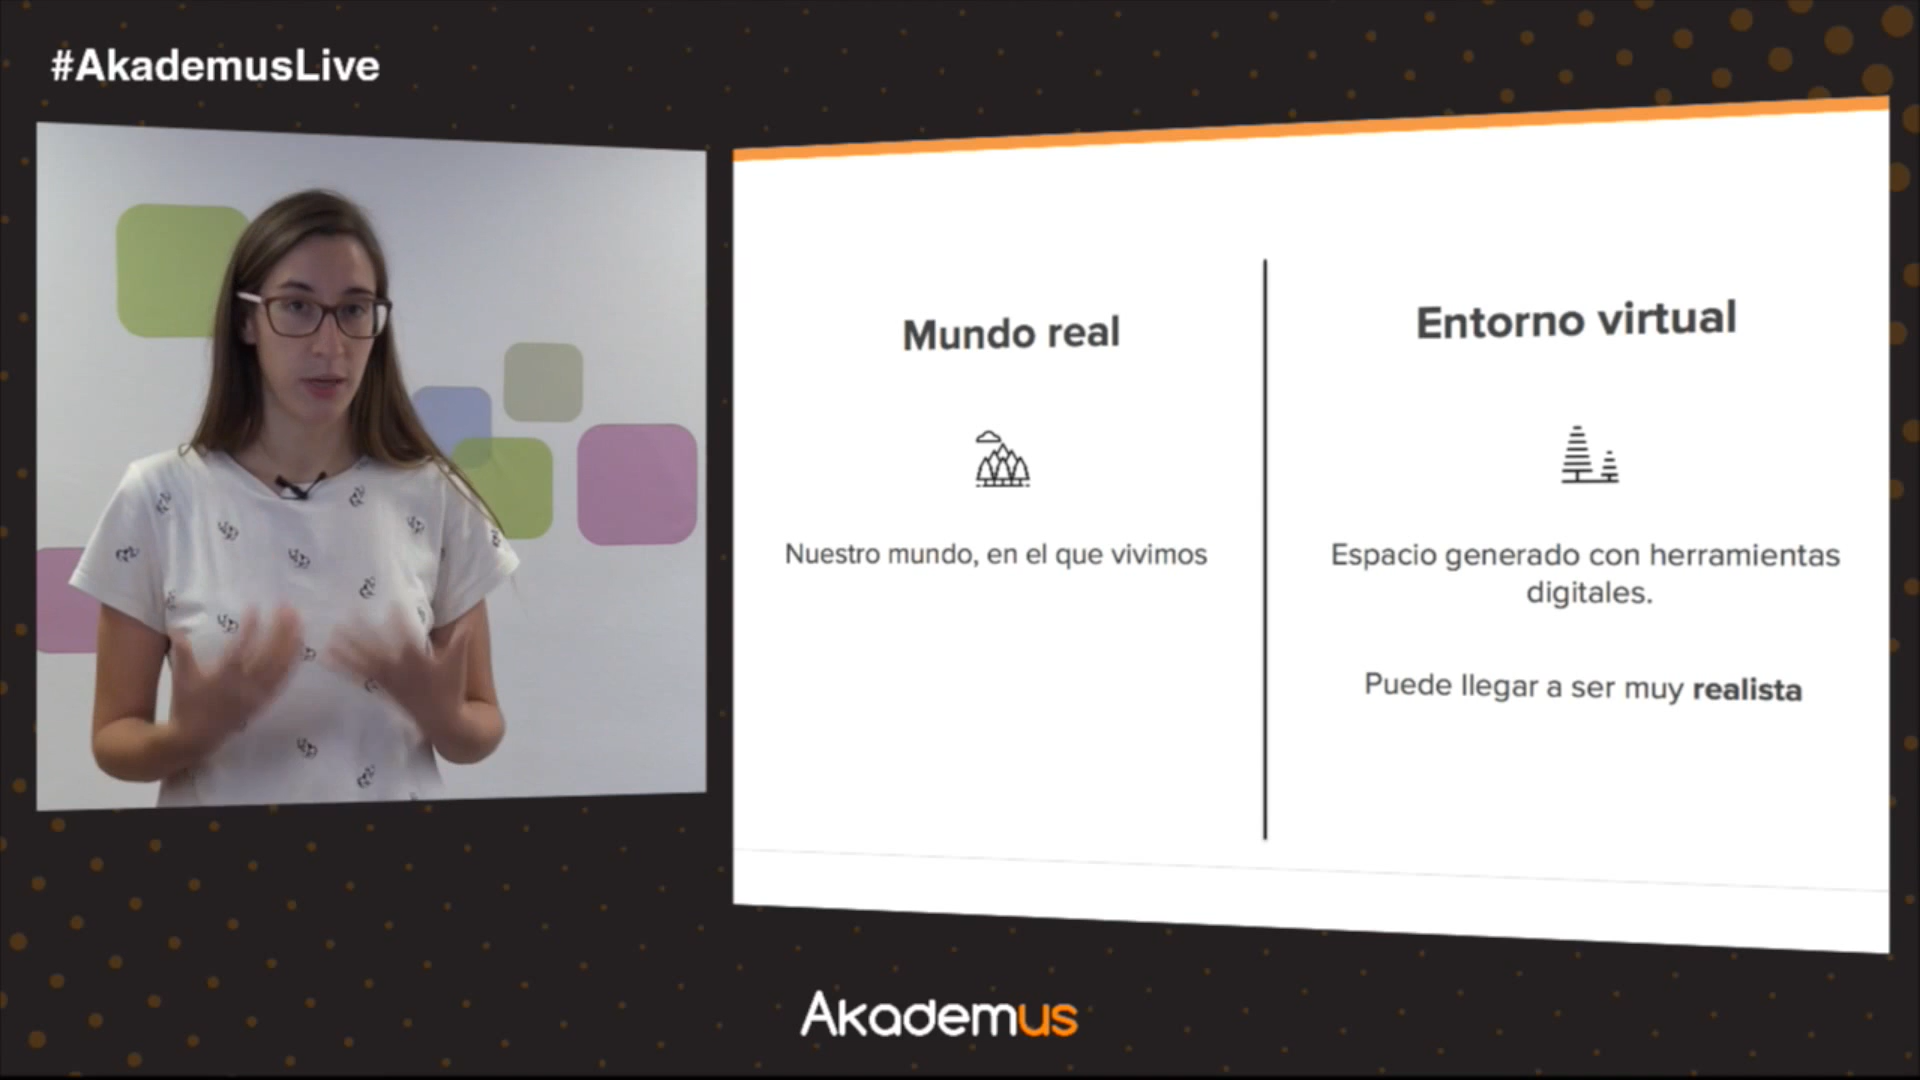 #AkademusLive
Mundo real
Nuestro mundo, en el que vivimos
Entorno virtual
Espacio generado con herramientas
digitales.
Puede llegar a ser muy realista
Akademus